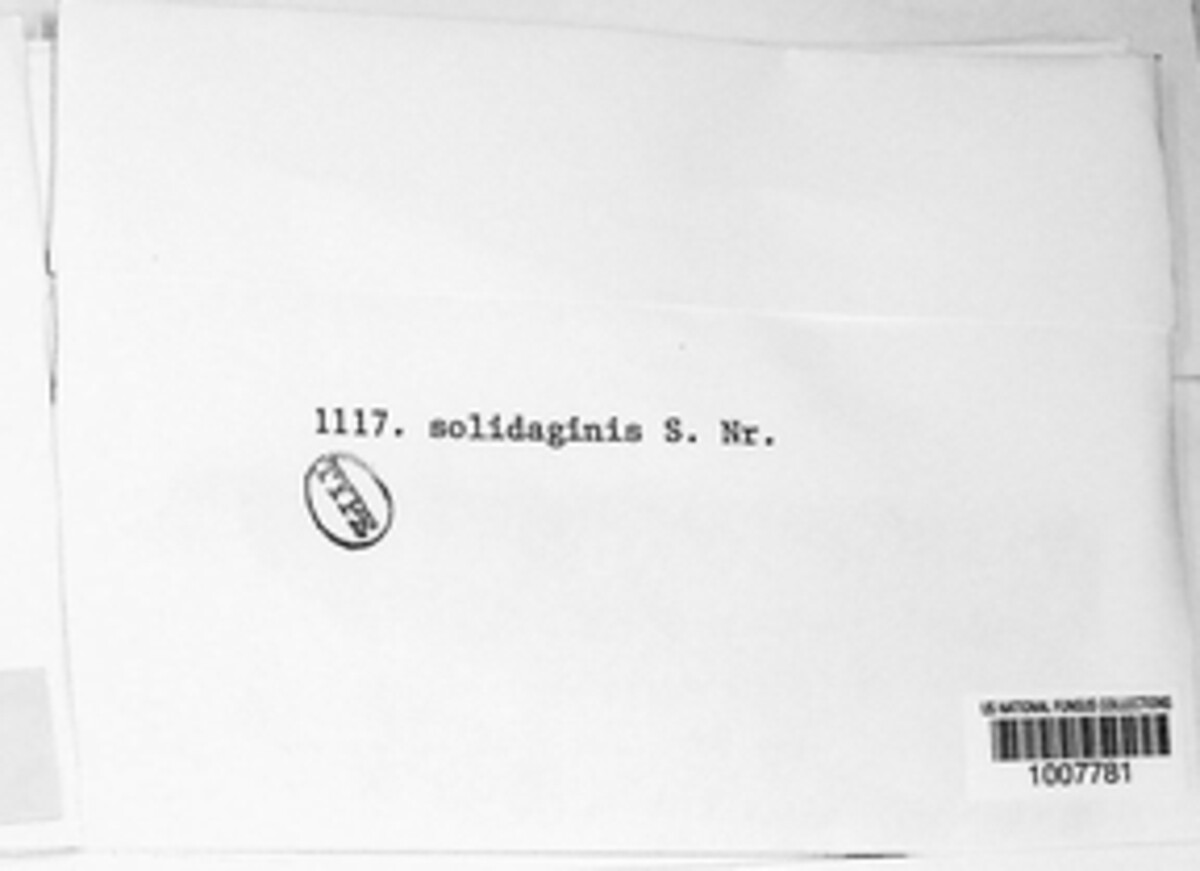 1117. solidaginis S. Nr.
TYPE
US NATIONAL FUNGUS COLLECTIONS
1007781